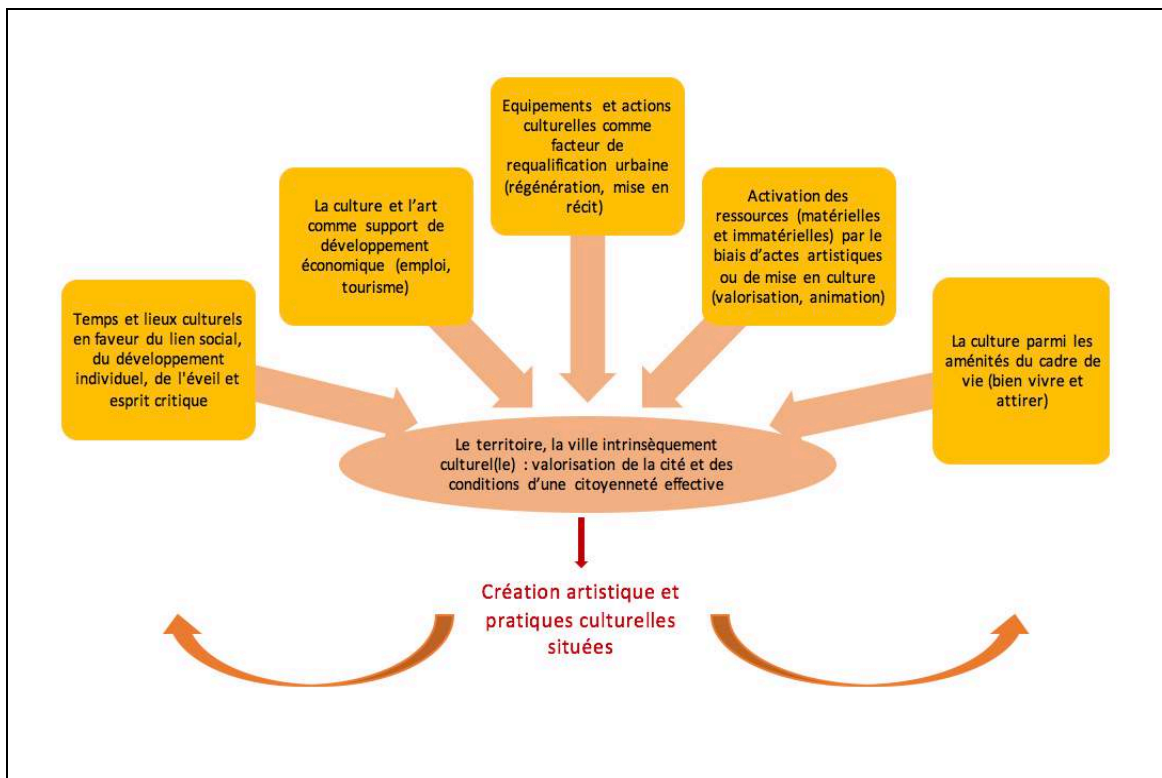 Temps et lieux culturels
en faveur du lien social,
du développement
individuel, de l'éveil et
esprit critique
La culture et l’art
comme support de
développement
économique (emploi,
tourisme)
Equipements et actions
culturelles comme
facteur de
requalification urbaine
(régénération, mise en
récit)
Activation des
ressources (matérielles
et immatérielles) par le
biais d’actes artistiques
ou de mise en culture
(valorisation, animation)
La culture parmi les
aménités du cadre de
vie (bien vivre et
attirer)
Le territoire, la ville intrinsèquement
culturel(le) : valorisation de la cité et des
conditions d’une citoyenneté effective
Création artistique et
pratiques culturelles
situées